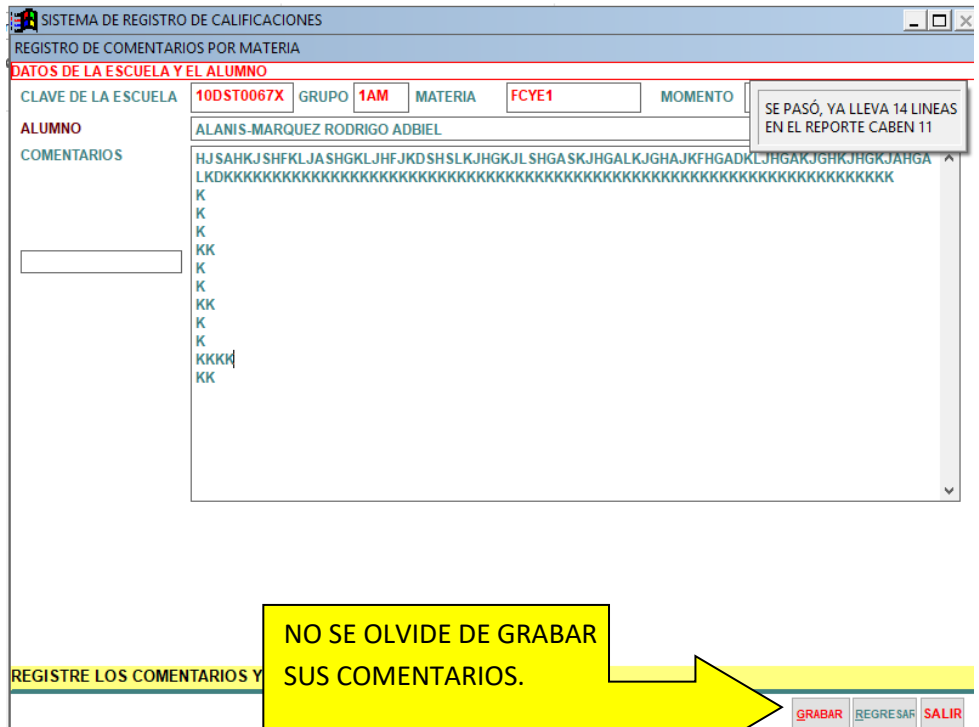 SISTEMA DE REGISTRO DE CALIFICACIONES
REGISTRO DE COMENTARIOS POR MATERIA
DATOS DE LA ESCUELA Y EL ALUMNO
CLAVE DE LA ESCUELA 10DST0067X GRUPO 1AM MATERIA FCYE1 MOMENTO
SE PASÓ, YA LLEVA 14 LINEAS
EN EL REPORTE CABEN 11
ALUMNO ALANIS-MARQUEZ RODRIGO ADBIEL
COMENTARIOS
HJSAHKJSHFKLJASHGKLJHFJKDSHSLKJHGKJLSHGASKJHGALKJGHAJKFHGADKLJHGAKJGHKJHGKJAHGA
LKDKKKKKKKKKKKKKKKKKKKKKKKKKKKKKKKKKKKKKKKKKKKKKKKKKKKKKKKKKKKKKKKKKKKKKKKK
K
K
K
KK
K
K
KK
K
K
KKKK
KK
NO SE OLVIDE DE GRABAR
SUS COMENTARIOS.
REGISTRE LOS COMENTARIOS Y
GRABAR REGRESAR SALIR